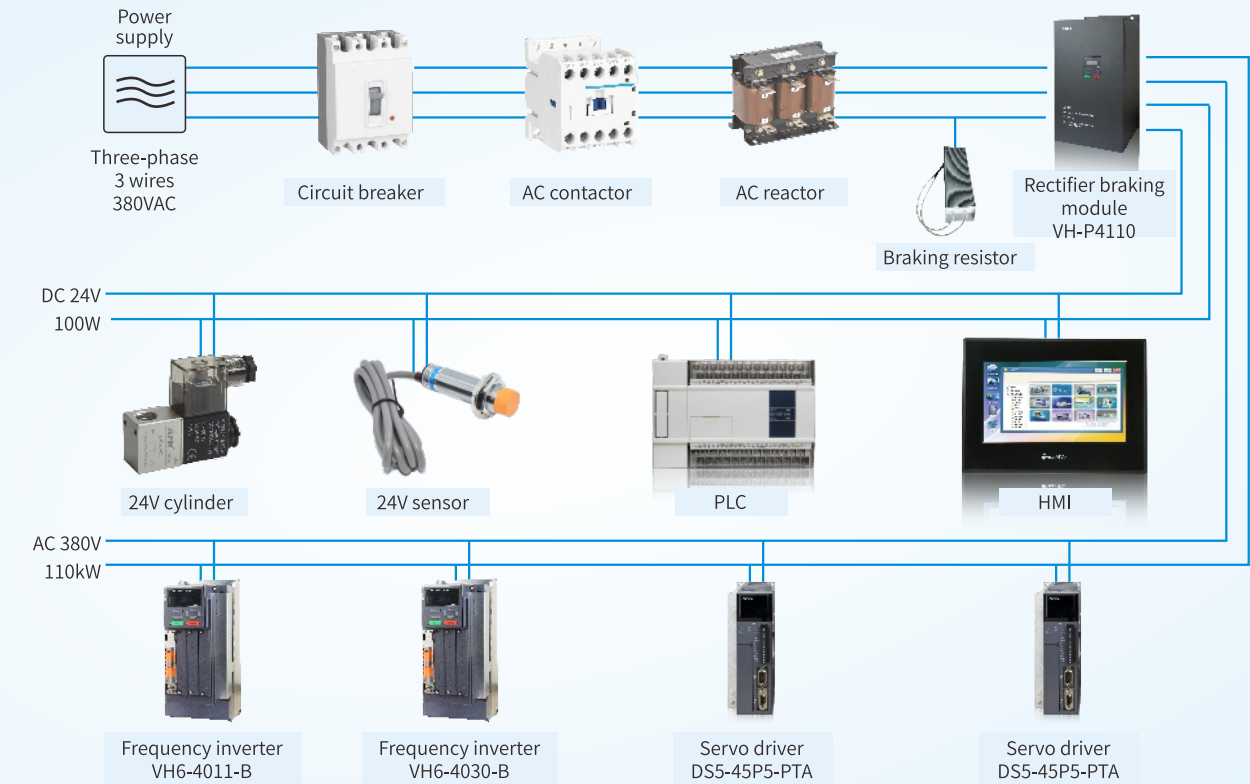 Power
supply
Three-phase
3 wires
380VAC
Circuit breaker
AC contactor
AC reactor
Braking resistor
Rectifier braking
module
VH-P4110
DC 24V
100W
24V cylinder
24V sensor
PLC
HMI
AC 380V
110kW
Frequency inverter
VH6-4011-B
Frequency inverter
VH6-4030-B
Servo driver
DS5-45P5-PTA
Servo driver
DS5-45P5-PTA